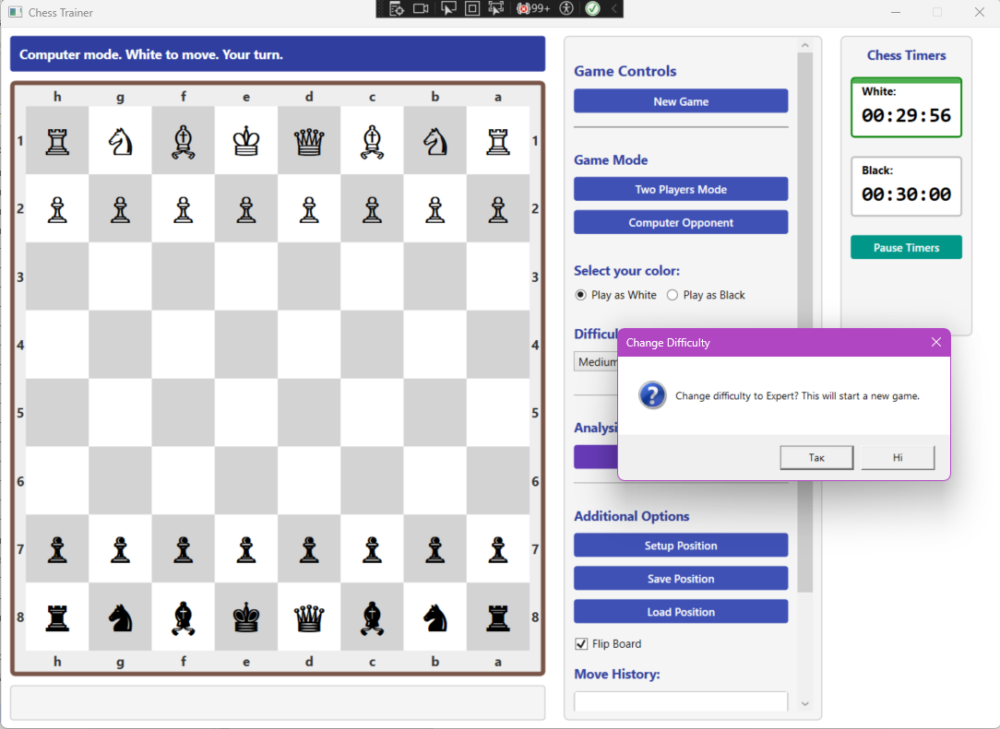 Chess Trainer
99+
Computer mode. White to move. Your turn.
h g f e d c b a
1 1
2 2
3 3
4 4
5 5
6 6
7 7
8 8
h g f e d c b a
Game Controls
New Game
Game Mode
Two Players Mode
Computer Opponent
Select your color:
Play as White Play as Black
Difficul
Medium
Analysi
Additional Options
Setup Position
Save Position
Load Position
Flip Board
Move History:
Chess Timers
White:
00:29:56
Black:
00:30:00
Pause Timers
Change Difficulty
Change difficulty to Expert? This will start a new game.
Так Ні